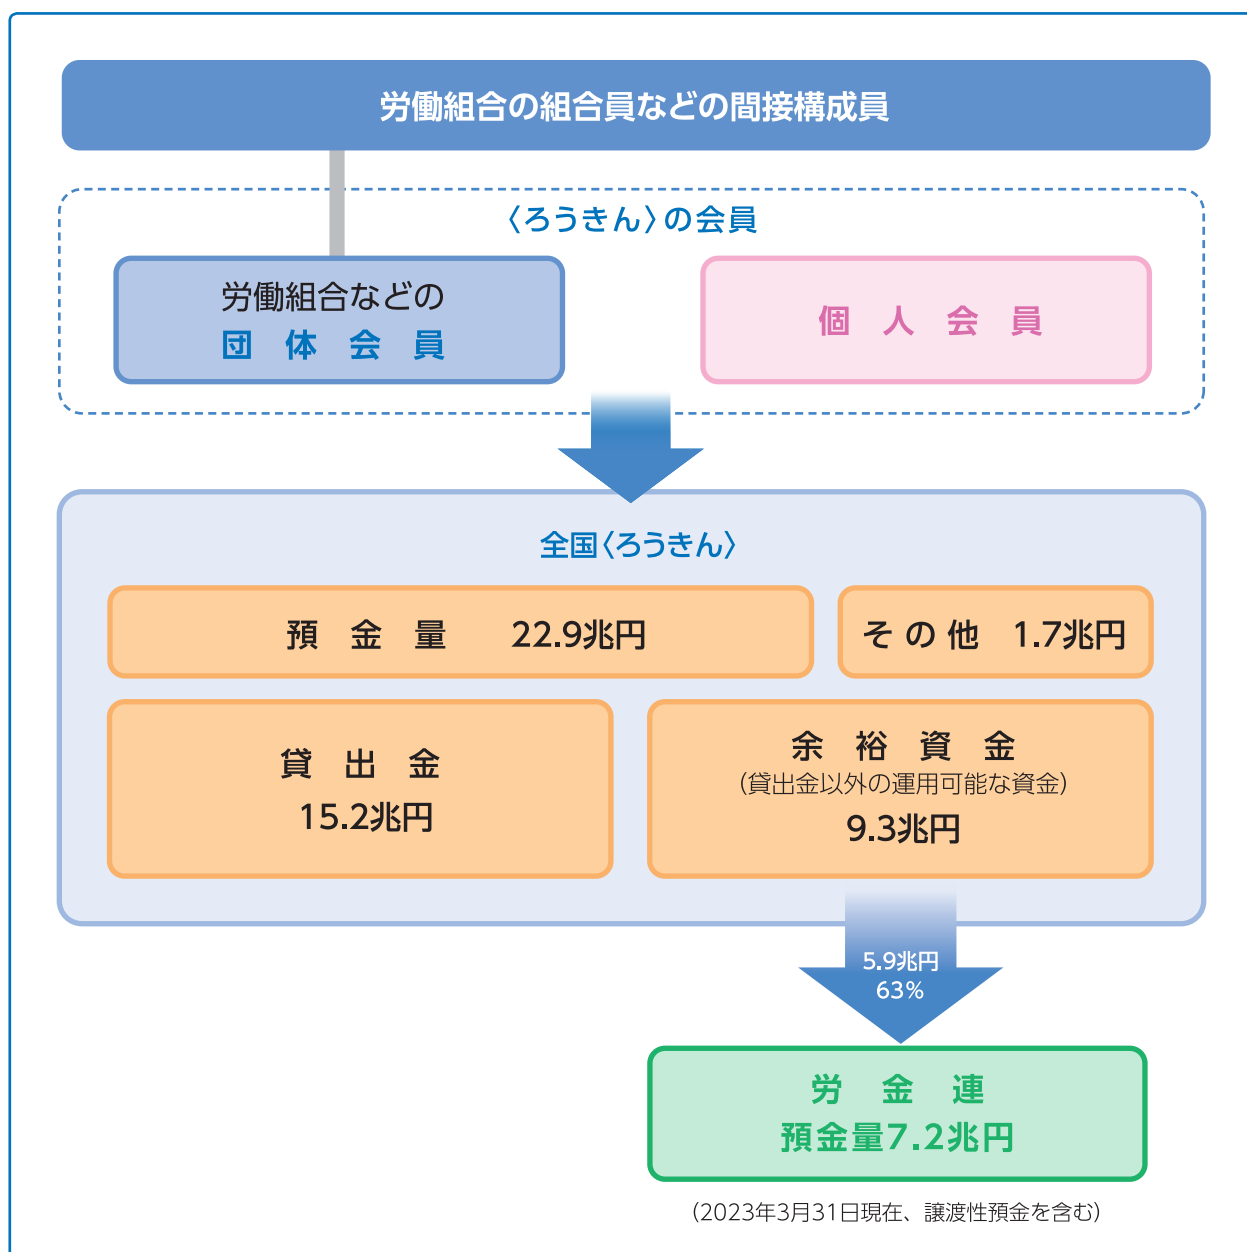 労働組合の組合員などの間接構成員
〈ろうきん〉の会員
労働組合などの
団体会員
個人会員
全国〈ろうきん〉
預金量 22.9兆円
その他 1.7兆円
貸出金
15.2兆円
余裕資金
(貸出金以外の運用可能な資金)
9.3兆円
5.9兆円
63%
労金連
預金量7.2兆円
(2023年3月31日現在、譲渡性預金を含む)